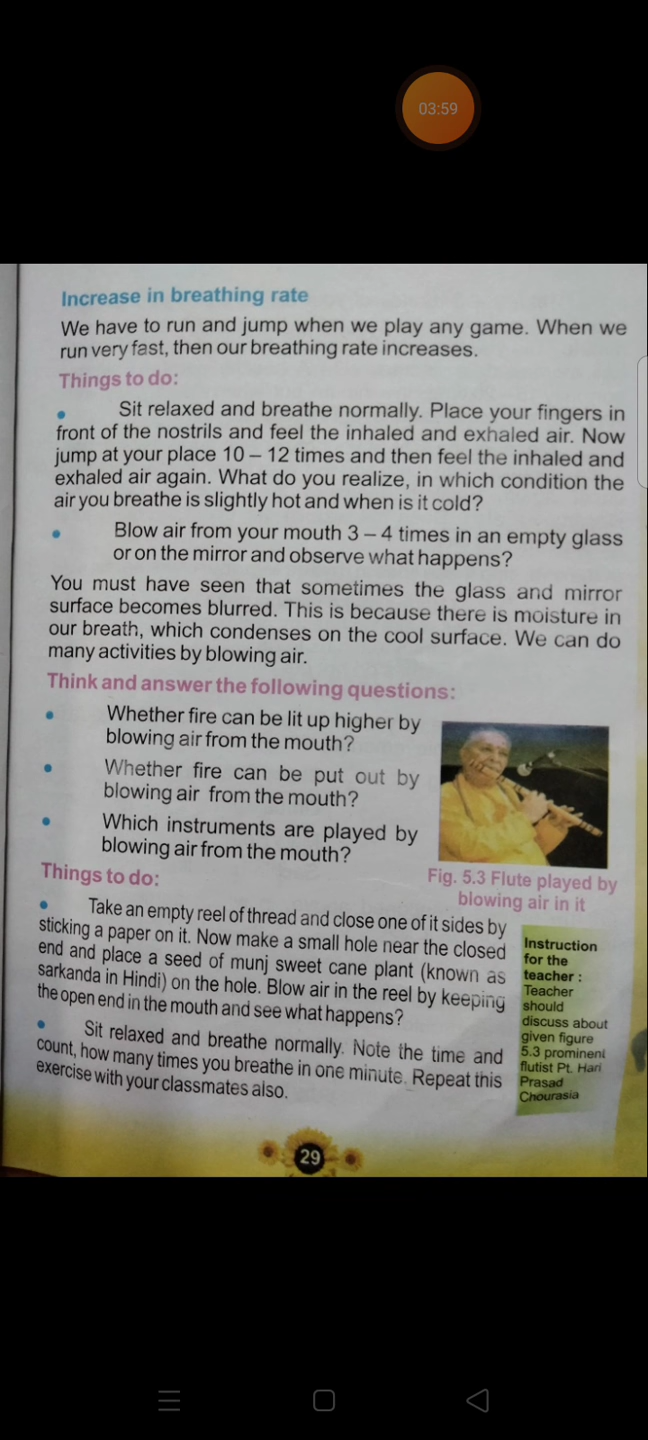 03:59
Increase in breathing rate
We have to run and jump when we play any game. When we
run very fast, then our breathing rate increases.
Things to do:
• Sit relaxed and breathe normally. Place your fingers in
front of the nostrils and feel the inhaled and exhaled air. Now
jump at your place 10 – 12 times and then feel the inhaled and
exhaled air again. What do you realize, in which condition the
air you breathe is slightly hot and when is it cold?
• Blow air from your mouth 3 – 4 times in an empty glass
or on the mirror and observe what happens?
You must have seen that sometimes the glass and mirror
surface becomes blurred. This is because there is moisture in
our breath, which condenses on the cool surface. We can do
many activities by blowing air.
Think and answer the following questions:
• Whether fire can be lit up higher by
blowing air from the mouth?
• Whether fire can be put out by
blowing air from the mouth?
• Which instruments are played by
blowing air from the mouth?
Fig. 5.3 Flute played by
blowing air in it
Things to do:
• Take an empty reel of thread and close one of it sides by
sticking a paper on it. Now make a small hole near the closed
end and place a seed of munj sweet cane plant (known as
sarkanda in Hindi) on the hole. Blow air in the reel by keeping
the open end in the mouth and see what happens?
• Sit relaxed and breathe normally. Note the time and
count, how many times you breathe in one minute. Repeat this
exercise with your classmates also.
Instruction
for the
teacher :
Teacher
should
discuss about
given figure
5.3 prominent
flutist Pt. Hari
Prasad
Chourasia
29